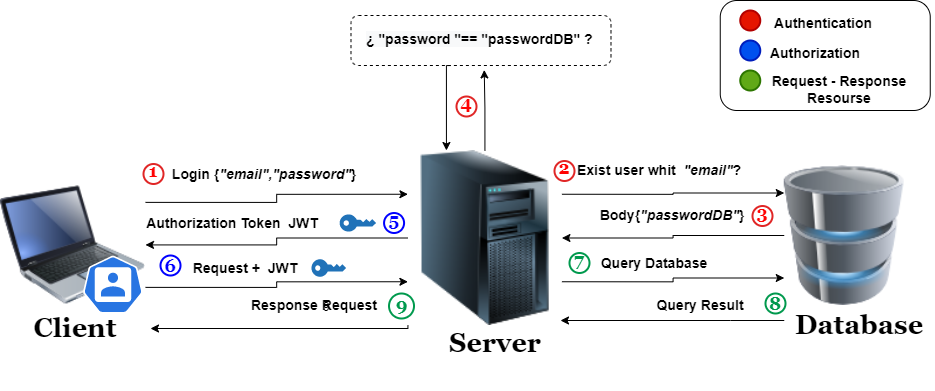 ¿ "password "== "passwordDB" ?
Authentication
Authorization
Request - Response
Resourse
4
1 Login {"email","password"}
2 Exist user whit "email"?
Authorization Token JWT 5
Body{"passwordDB"} 3
6 Request + JWT
7 Query Database
Response Request 9
Query Result 8
Client
Server
Database